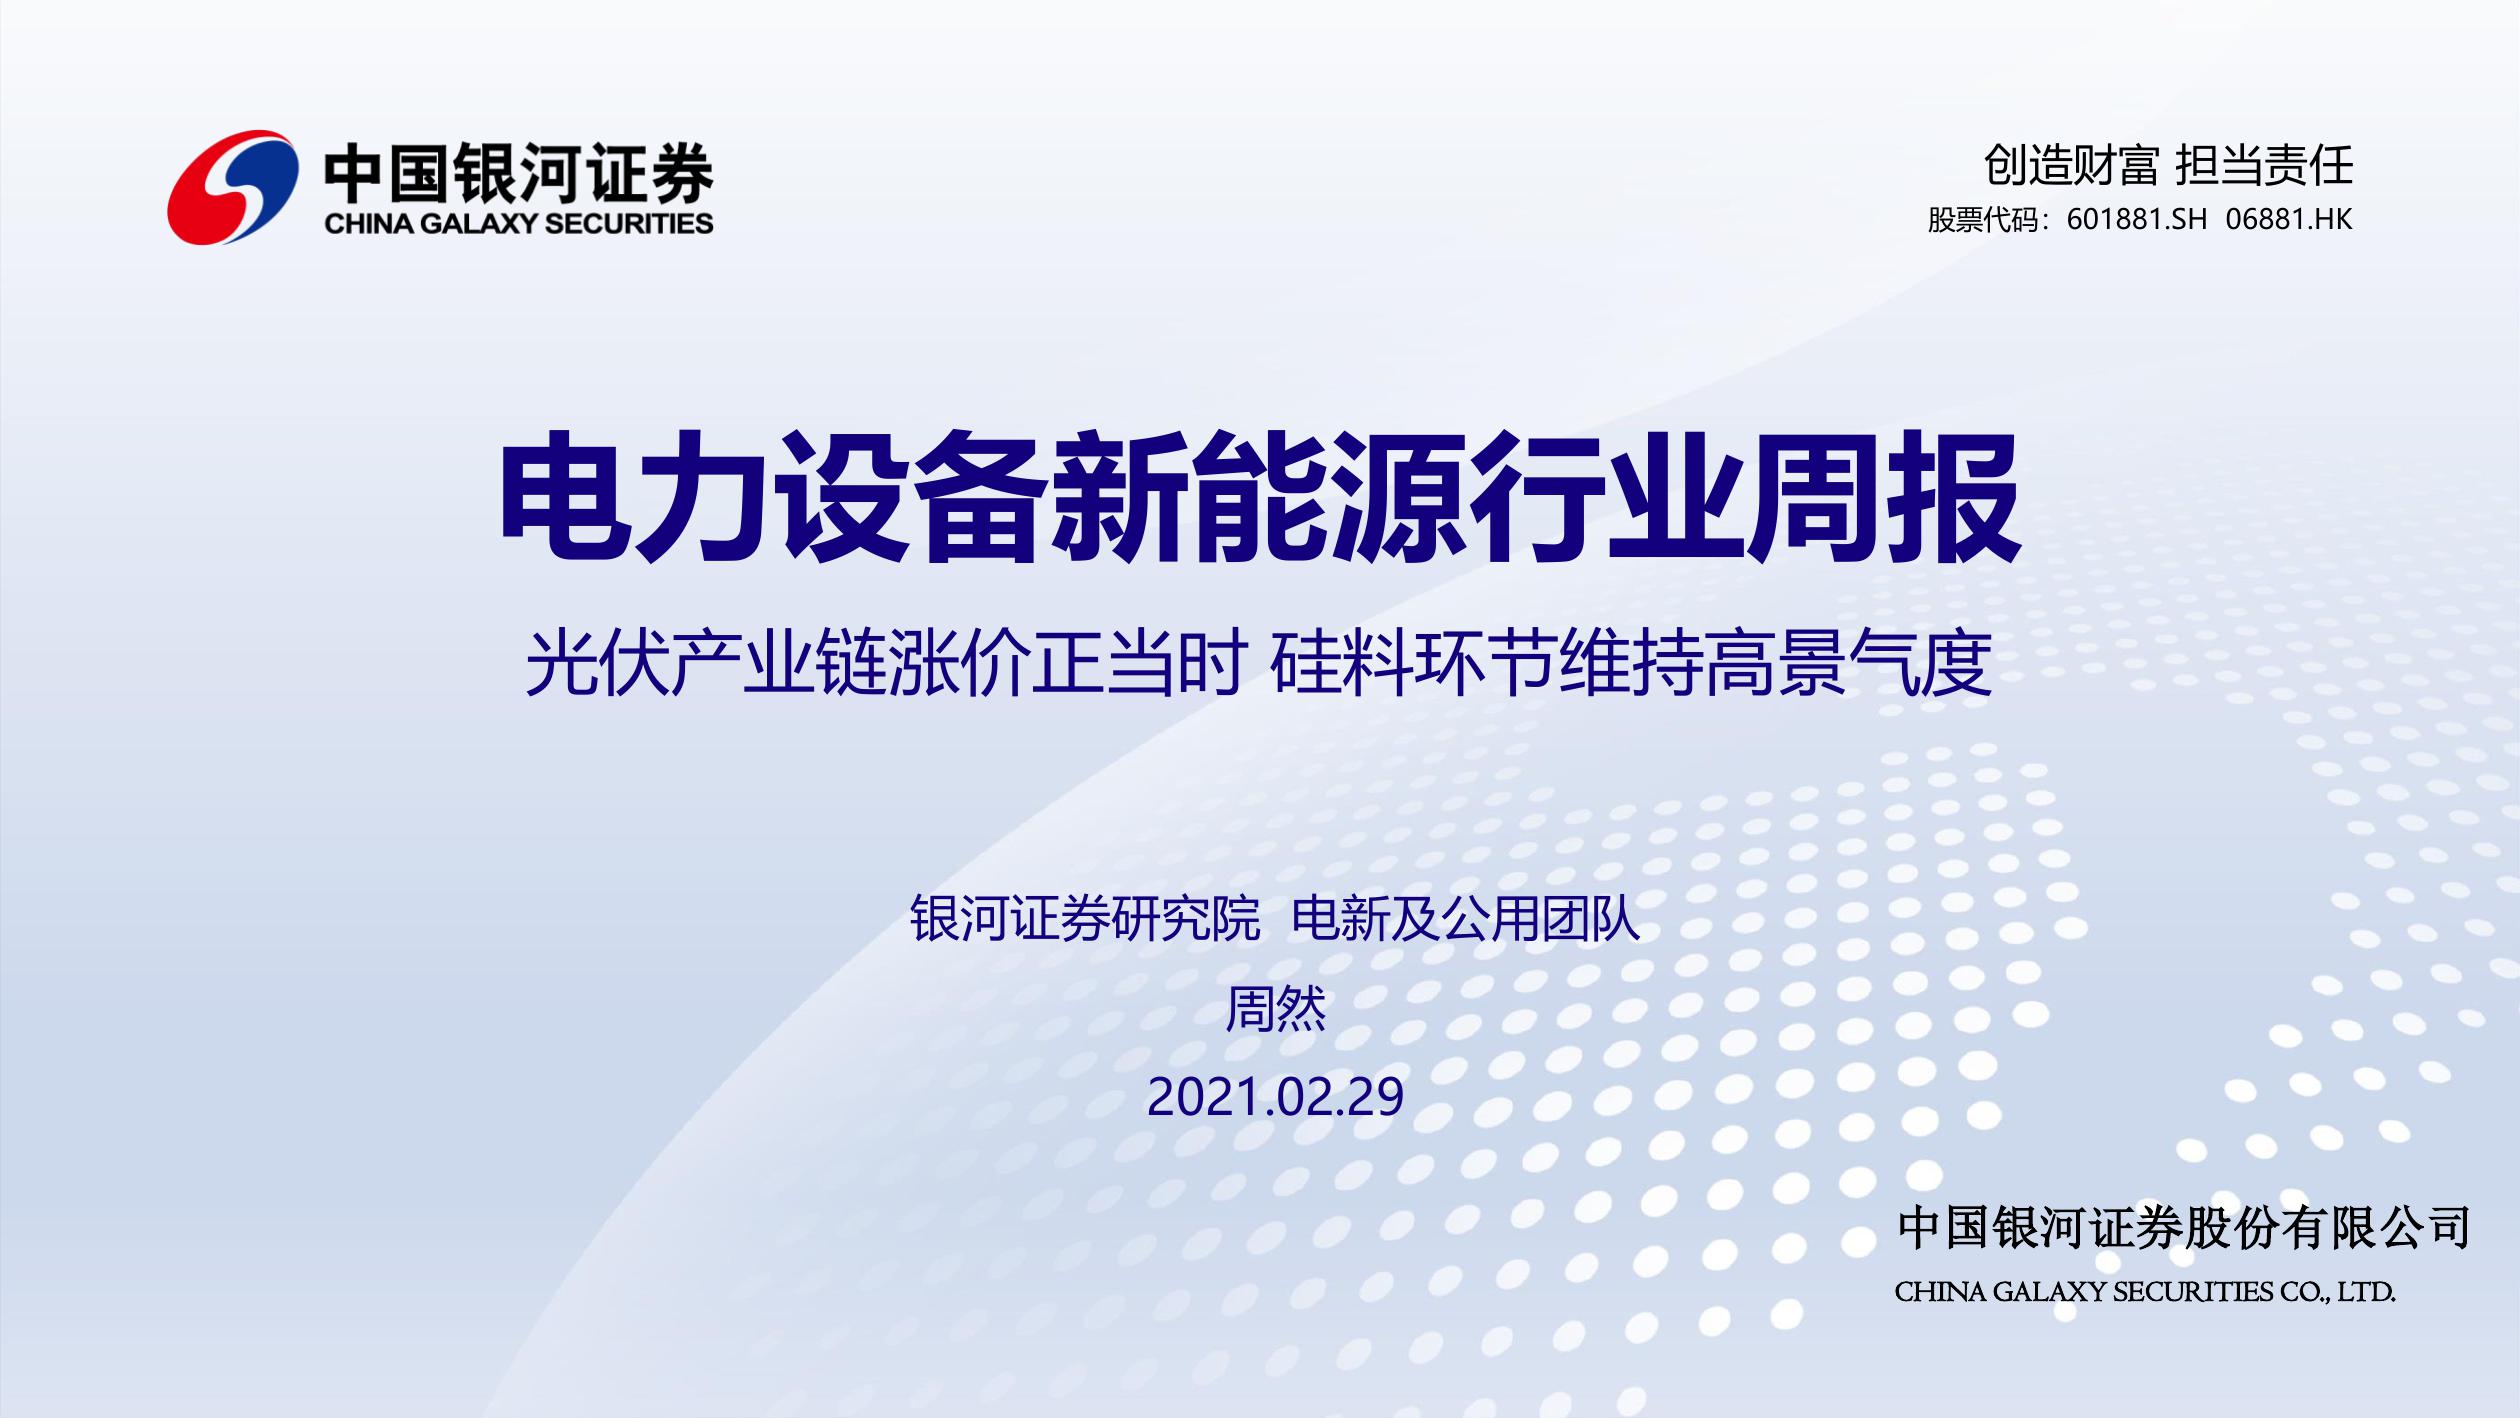 中国银河证券
CHINA GALAXY SECURITIES
创造财富 担当责任
股票代码：601881.SH 06881.HK
电力设备新能源行业周报
光伏产业链涨价正当时 硅料环节维持高景气度
银河证券研究院 电新及公用团队
周然
2021.02.29
中国银河证券股份有限公司
CHINA GALAXY SECURITIES CO., LTD.